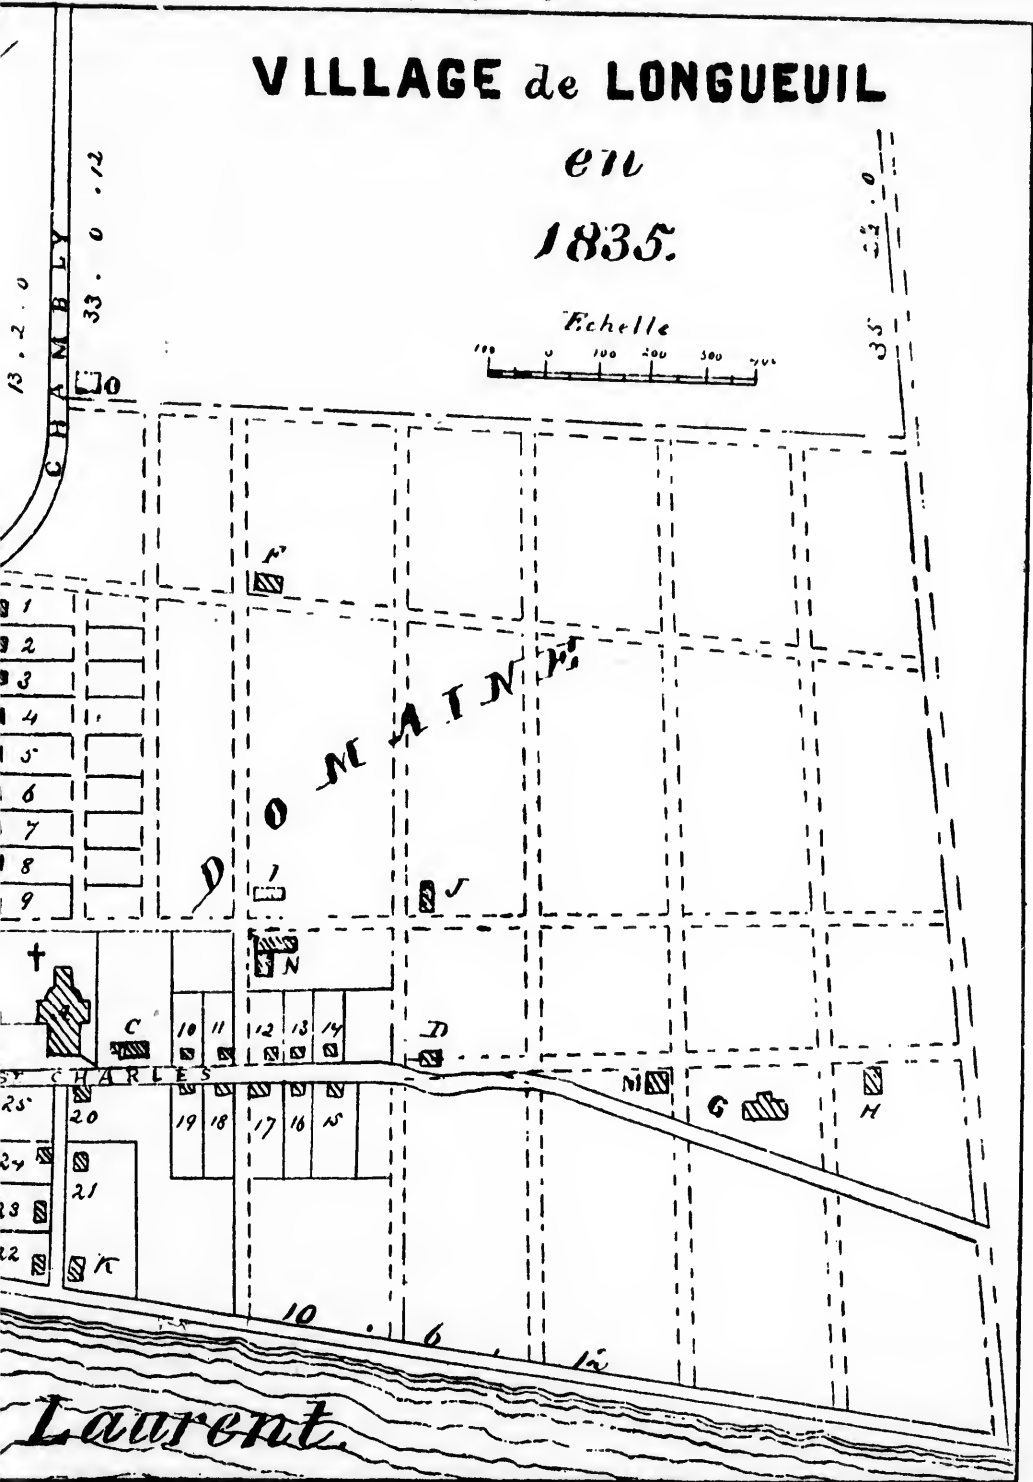 VILLAGE de LONGUEUIL
en
1835.
Echelle
100 0 100 200 300 400
CHAMBLY
33 . 0 . 12
13 . 2 . 0
35
O
F
1
2
3
4
5
6
7
8
9
DOMAINE
I
J
N
A
C
10 11 12 13 14
D
ST CHARLES
M
G
H
25
20
19 18 17 16 15
24
21
23
22
K
10 . 6 . 12
Laurent.